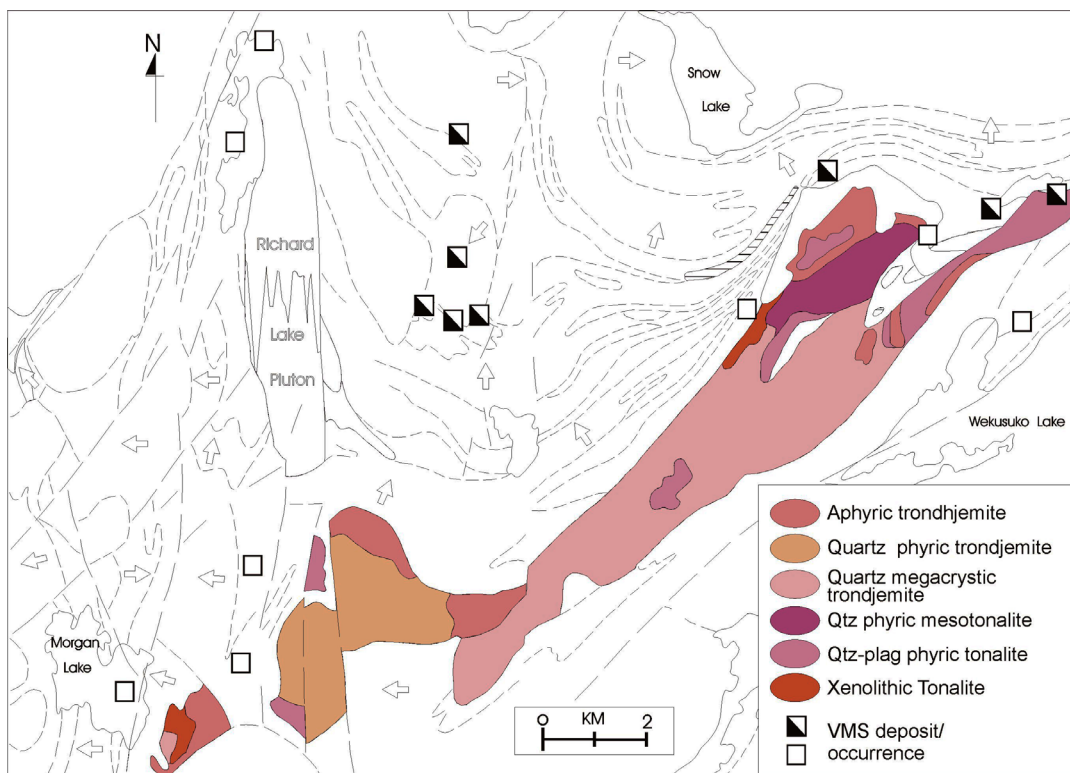 N
Snow
Lake
Richard
Lake
Pluton
Wekusuko Lake
Morgan
Lake
O KM 2
Aphyric trondhjemite
Quartz phyric trondjemite
Quartz megacrystic
trondjemite
Qtz phyric mesotonalite
Qtz-plag phyric tonalite
Xenolithic Tonalite
VMS deposit/
occurrence